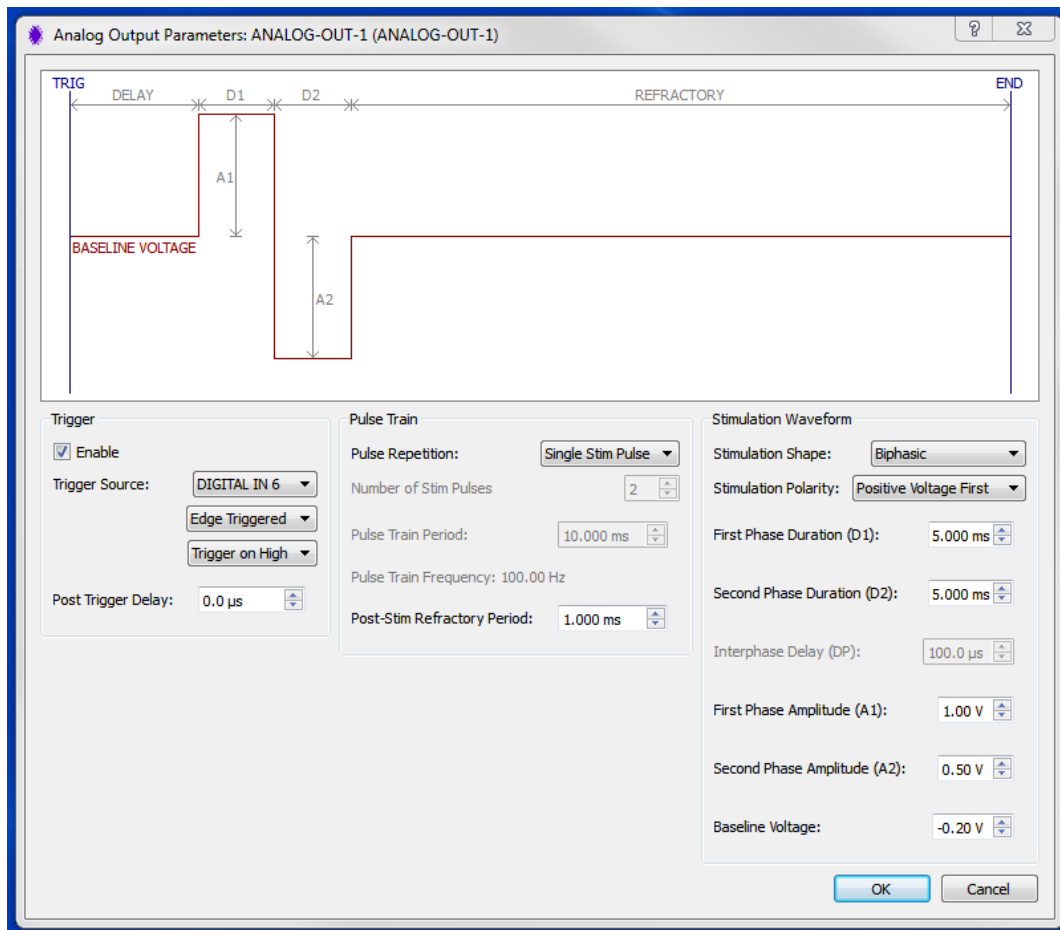 Analog Output Parameters: ANALOG-OUT-1 (ANALOG-OUT-1)
TRIG
END
DELAY
D1
D2
REFRACTORY
A1
BASELINE VOLTAGE
A2
Trigger
Enable
Trigger Source:
DIGITAL IN 6
Edge Triggered
Trigger on High
Post Trigger Delay:
0.0 µs
Pulse Train
Pulse Repetition:
Single Stim Pulse
Number of Stim Pulses
2
Pulse Train Period:
10.000 ms
Pulse Train Frequency: 100.00 Hz
Post-Stim Refractory Period:
1.000 ms
Stimulation Waveform
Stimulation Shape:
Biphasic
Stimulation Polarity:
Positive Voltage First
First Phase Duration (D1):
5.000 ms
Second Phase Duration (D2):
5.000 ms
Interphase Delay (DP):
100.0 µs
First Phase Amplitude (A1):
1.00 V
Second Phase Amplitude (A2):
0.50 V
Baseline Voltage:
-0.20 V
OK
Cancel